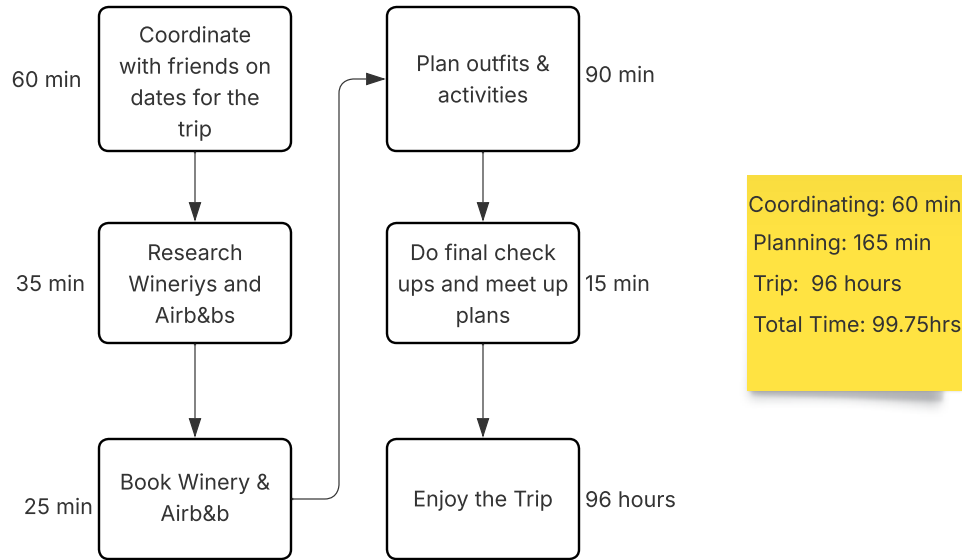 60 min
Coordinate
with friends on
dates for the
trip
35 min
Research
Wineriys and
Airb&bs
25 min
Book Winery &
Airb&b
Plan outfits &
activities
90 min
Do final check
ups and meet up
plans
15 min
Enjoy the Trip
96 hours
Coordinating: 60 min
Planning: 165 min
Trip:  96 hours
Total Time: 99.75hrs